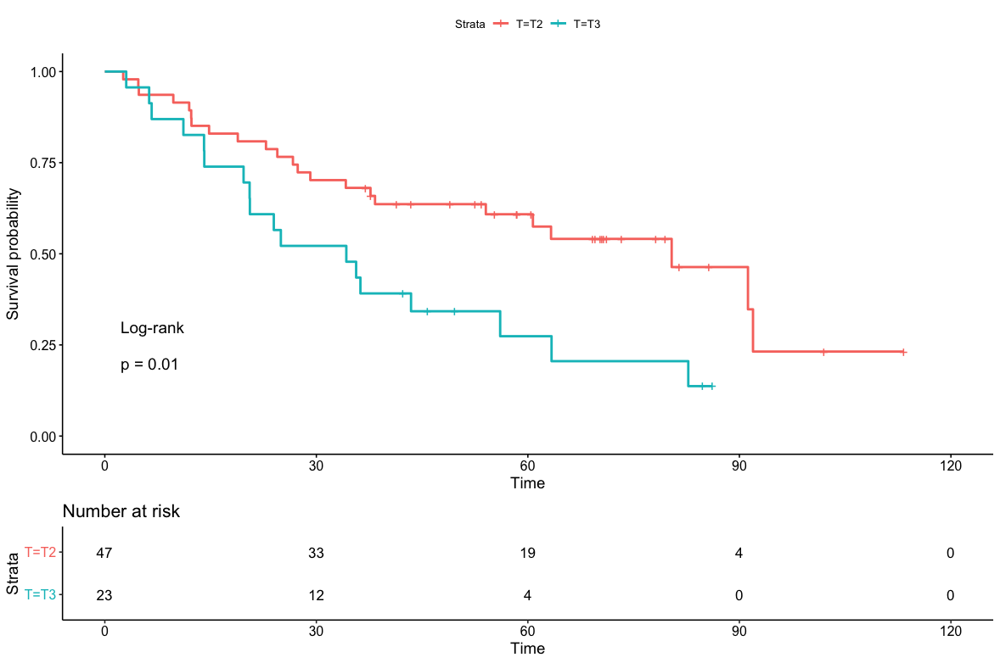 Strata T=T2 T=T3
1.00
0.75
0.50
0.25
0.00
Survival probability
Log-rank
p = 0.01
0 30 60 90 120
Time
Number at risk
Strata
T=T2 47 33 19 4 0
T=T3 23 12 4 0 0
0 30 60 90 120
Time